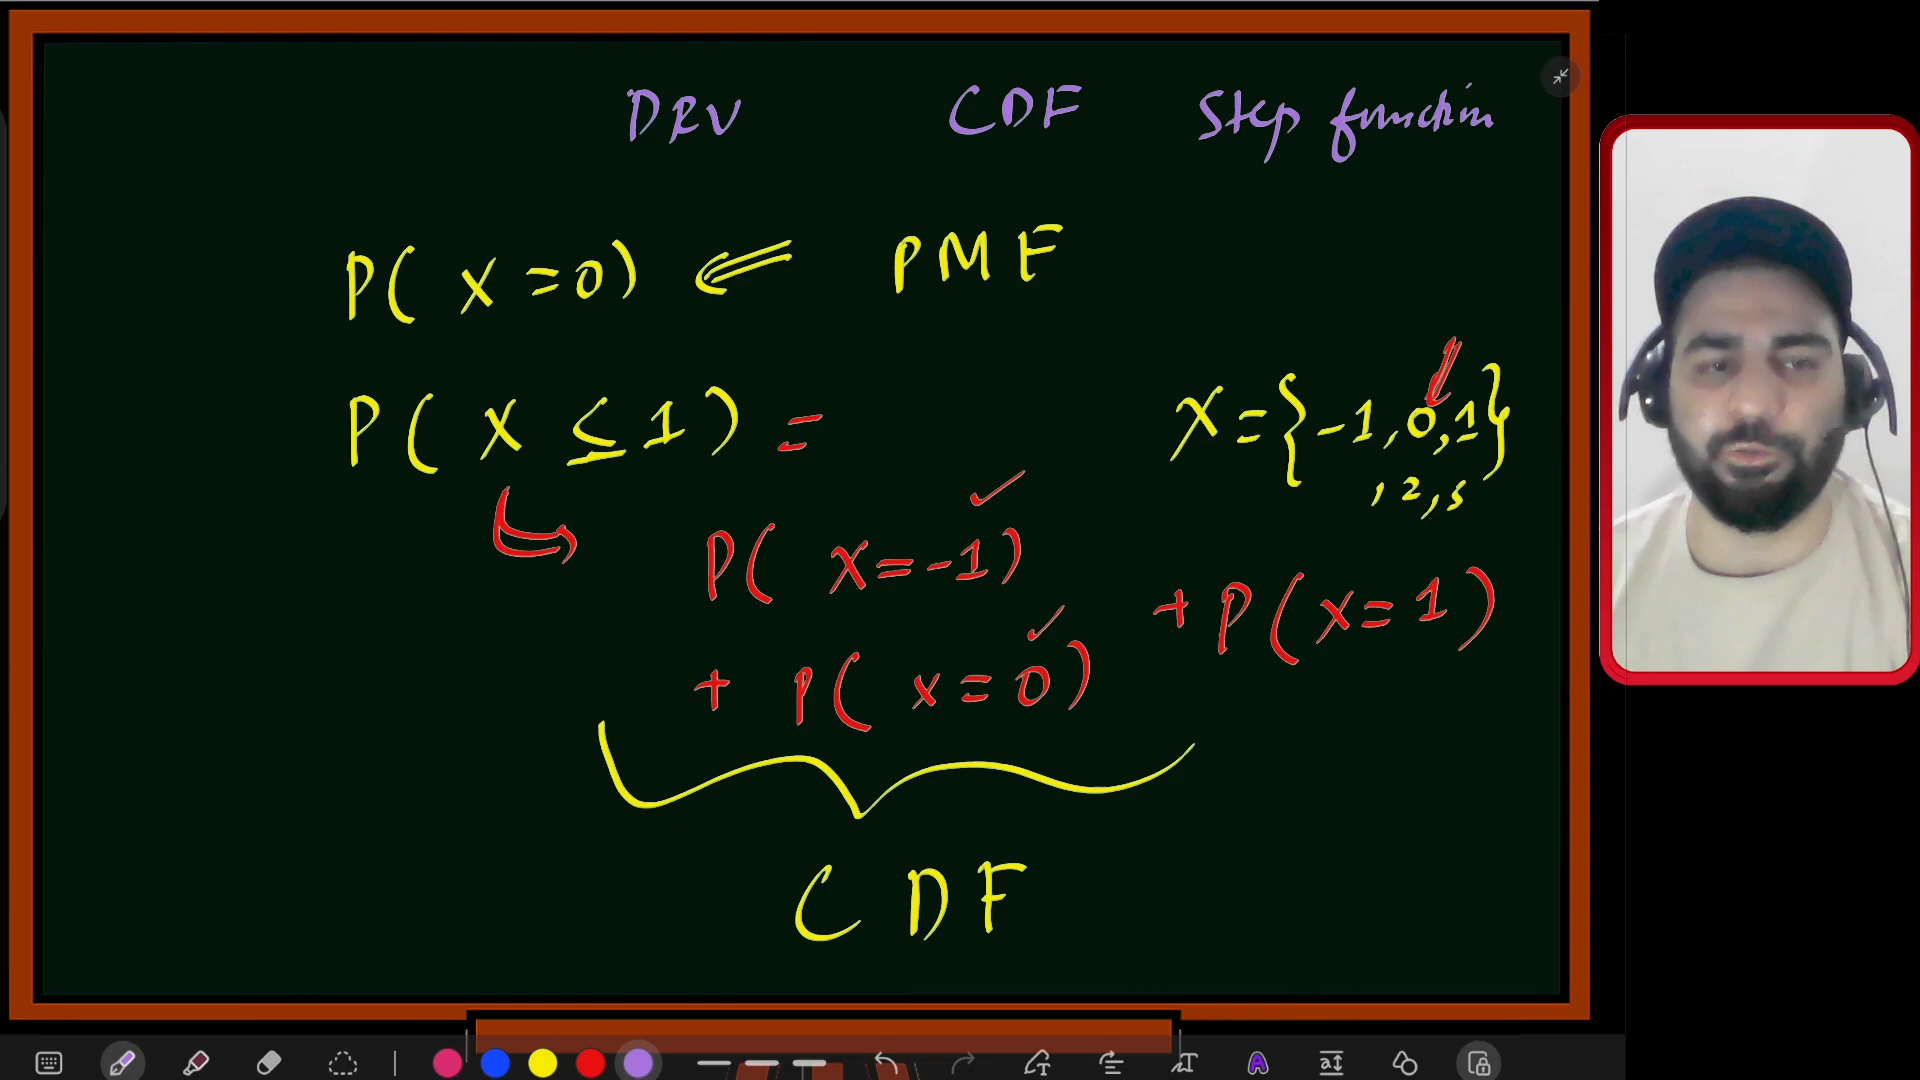 DRV CDF Step function
P( X =0) ⇐ PMF
P( X ≤ 1) =
X={-1,0,1}
, 2, 5
P( X=-1) ✓
+ P( x=0) ✓
+ P(x=1)
CDF